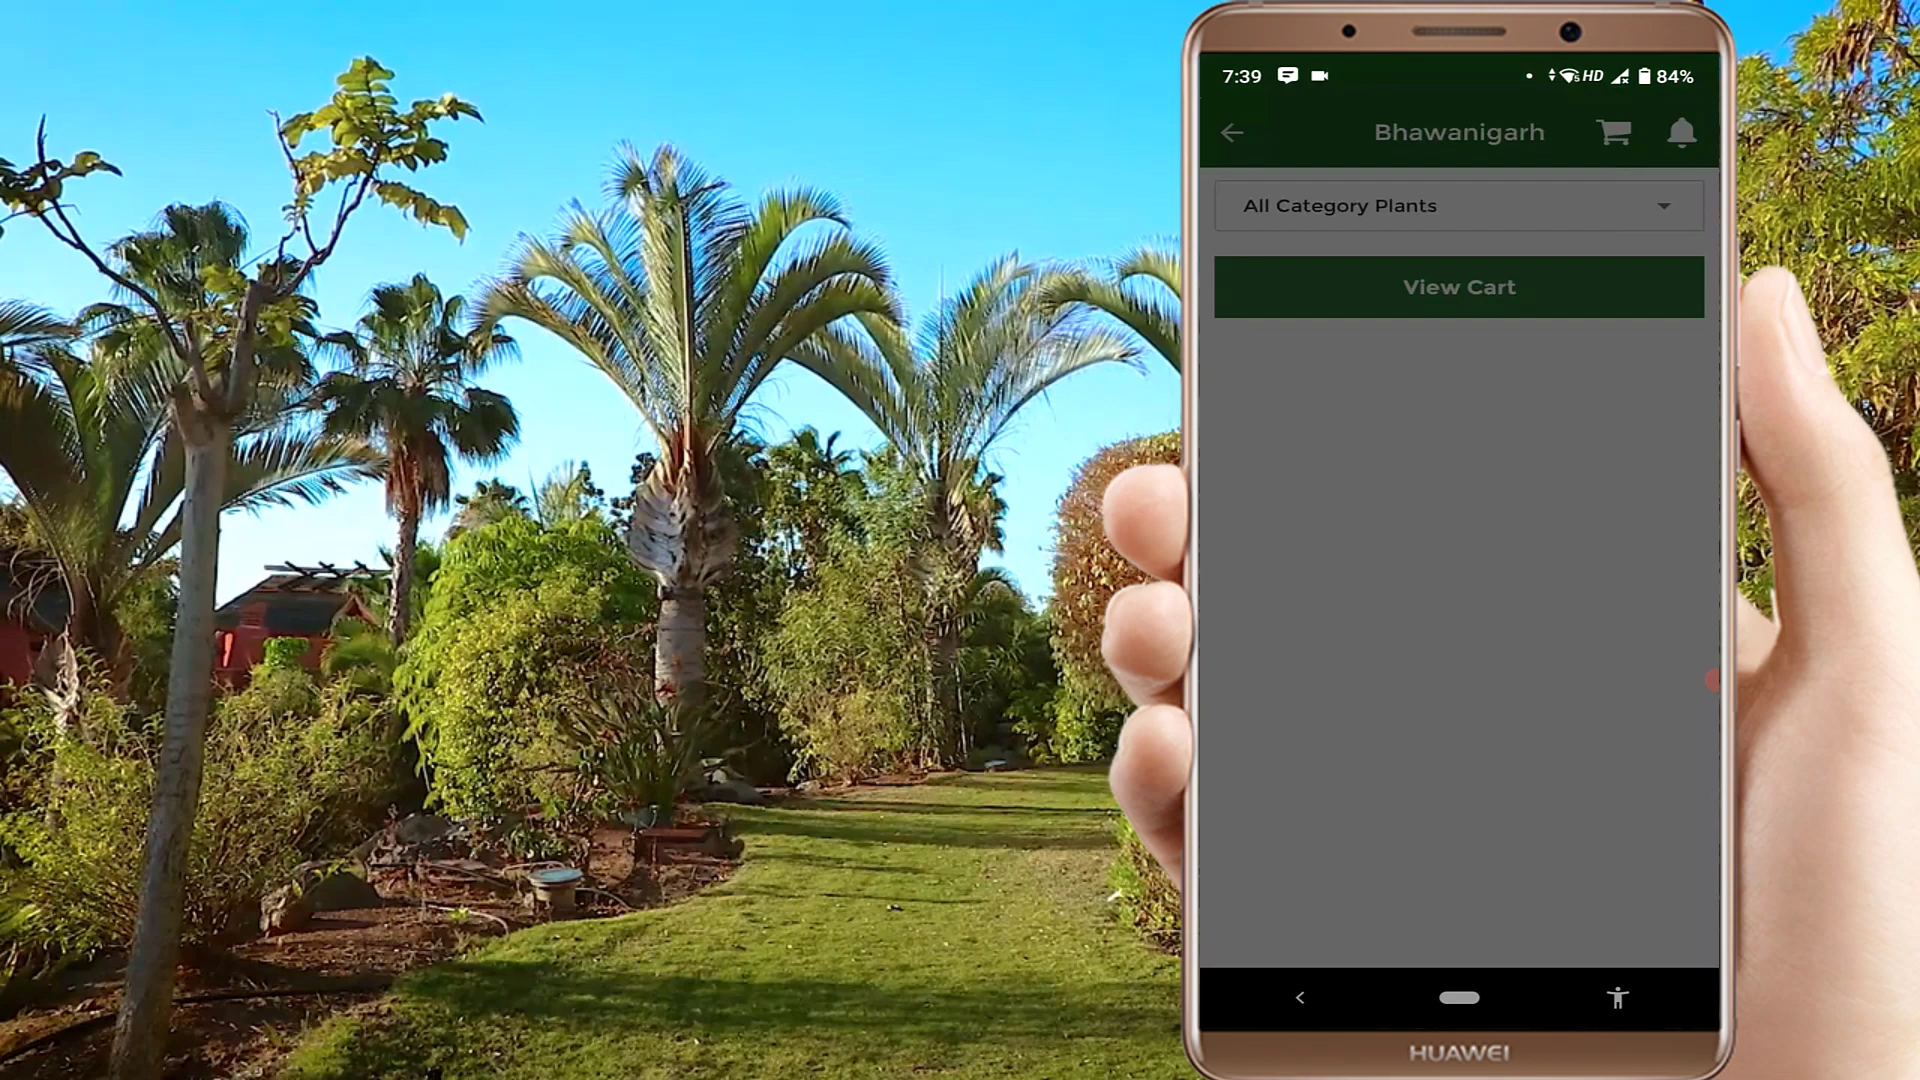 7:39
HD
84%
Bhawanigarh
All Category Plants
View Cart
HUAWEI